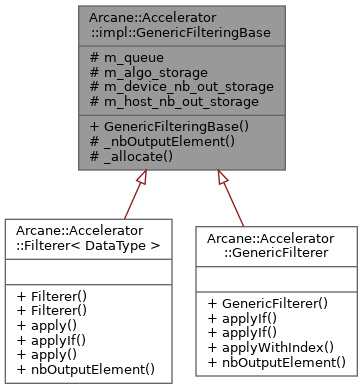 Arcane::Accelerator
::impl::GenericFilteringBase
# m_queue
# m_algo_storage
# m_device_nb_out_storage
# m_host_nb_out_storage
+ GenericFilteringBase()
# _nbOutputElement()
# _allocate()
Arcane::Accelerator
::Filterer< DataType >
+ Filterer()
+ Filterer()
+ apply()
+ applyIf()
+ apply()
+ nbOutputElement()
Arcane::Accelerator
::GenericFilterer
+ GenericFilterer()
+ applyIf()
+ applyIf()
+ applyWithIndex()
+ nbOutputElement()